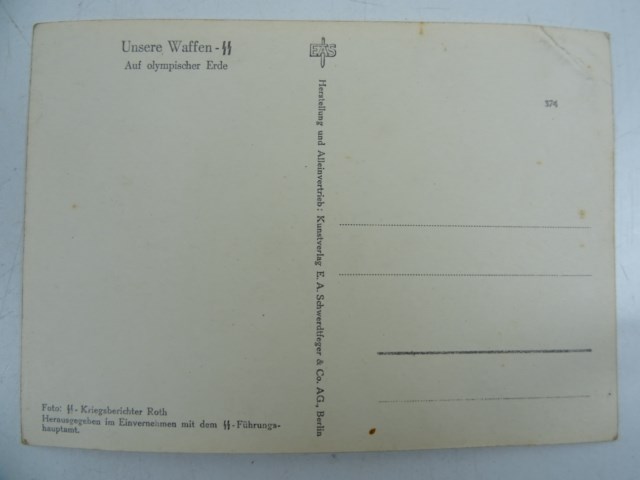 Unsere Waffen-SS
Auf olympischer Erde
EAS
Herstellung und Alleinvertrieb: Kunstverlag E. A. Schwerdtfeger & Co. AG., Berlin
574
Foto: SS-Kriegsberichter Roth
Herausgegeben im Einvernehmen mit dem SS-Führungs-
hauptamt.